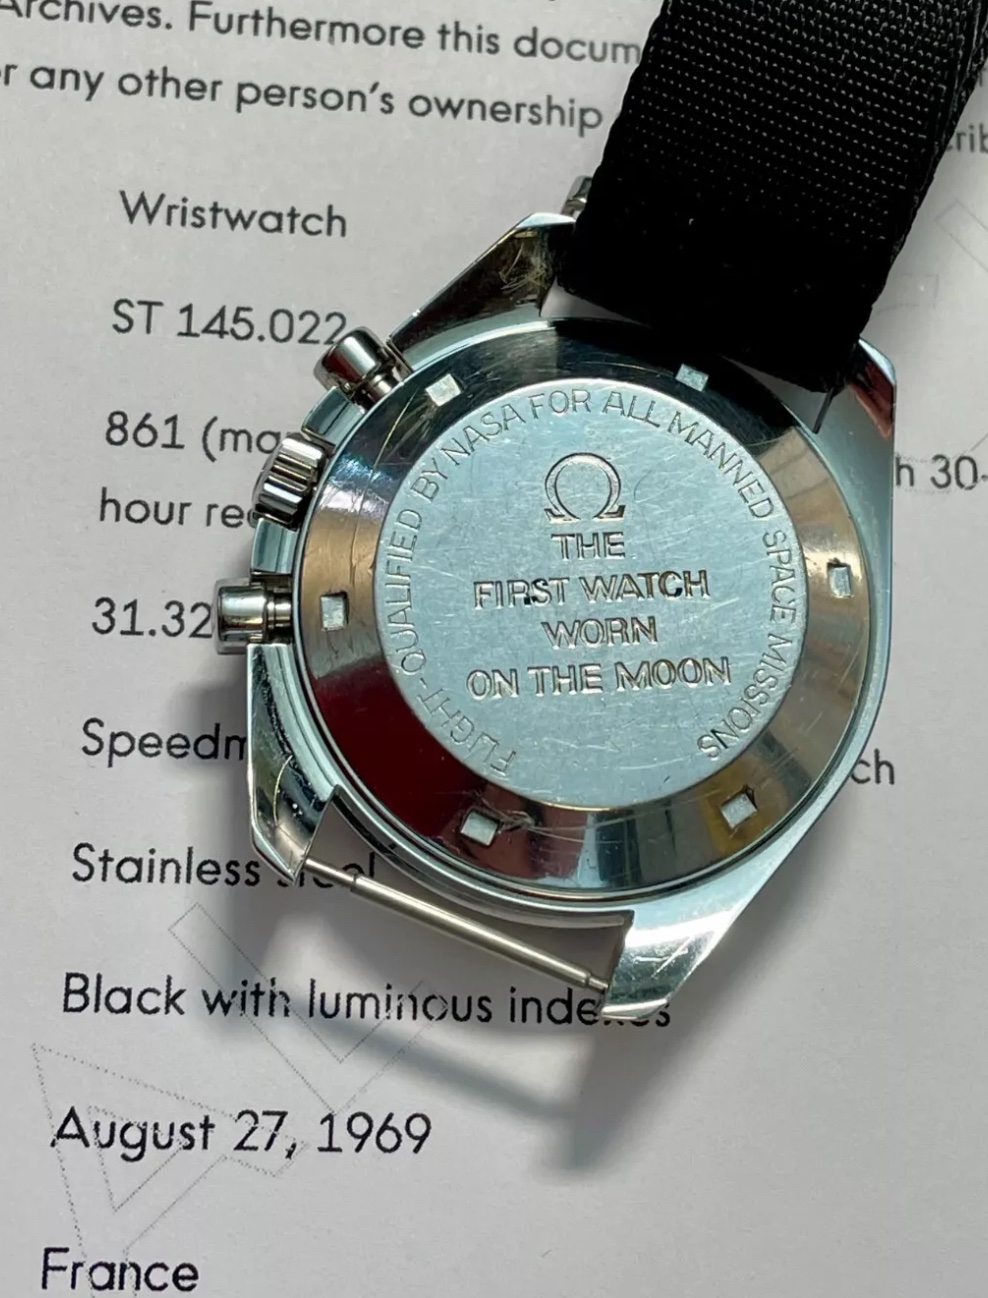 Archives. Furthermore this docum
r any other person's ownership
Wristwatch
ST 145.022
861 (ma
h 30-
hour re
31.32
Speedm
ch
Stainless
Black with luminous indexes
August 27, 1969
France
FLIGHT-QUALIFIED BY NASA FOR ALL MANNED SPACE MISSIONS
Ω
THE
FIRST WATCH
WORN
ON THE MOON